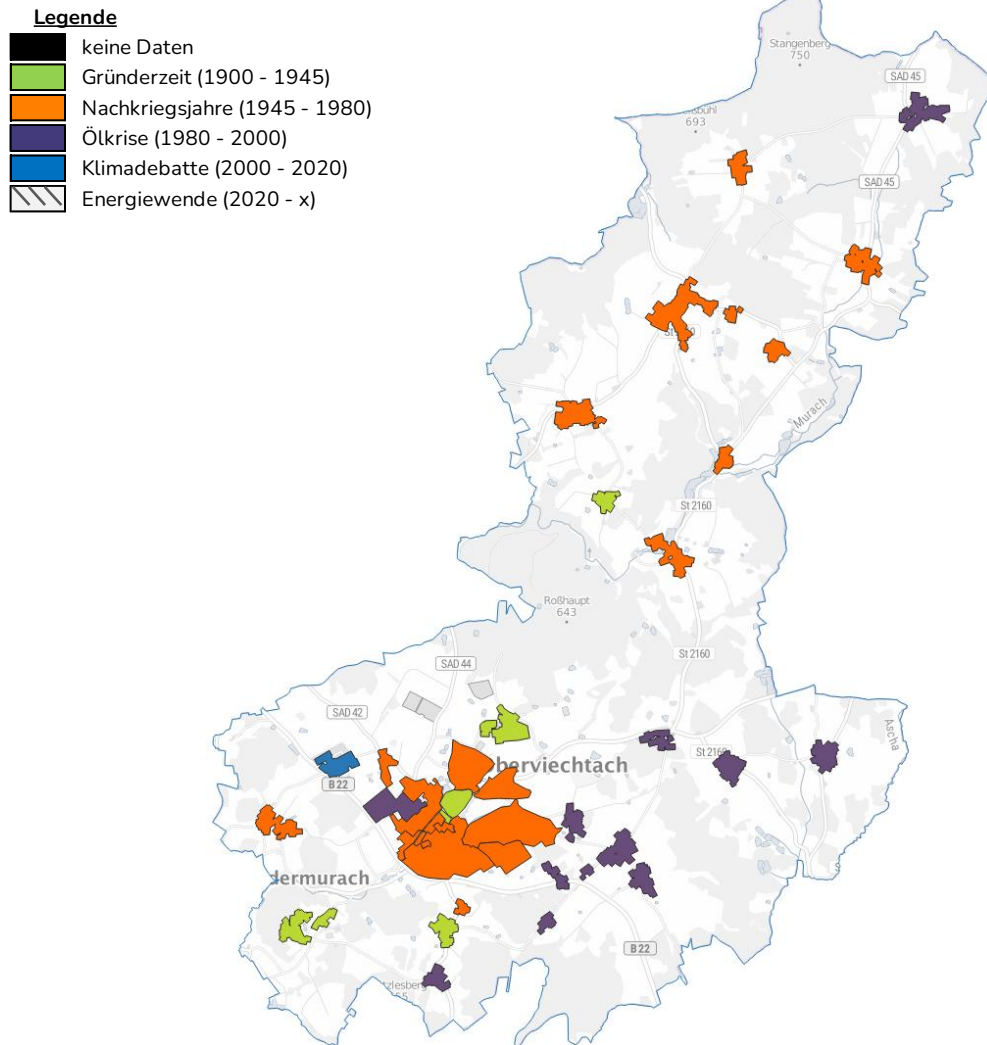 Legende
keine Daten
Gründerzeit (1900 - 1945)
Nachkriegsjahre (1945 - 1980)
Ölkrise (1980 - 2000)
Klimadebatte (2000 - 2020)
Energiewende (2020 - x)
Stangenberg
750
SAD 45
693
SAD 45
Murach
St 2160
Roßhaupt
643
St 2160
SAD 44
SAD 42
Ascha
St 2160
berviechtach
B 22
dermurach
B 22
tzlesberg